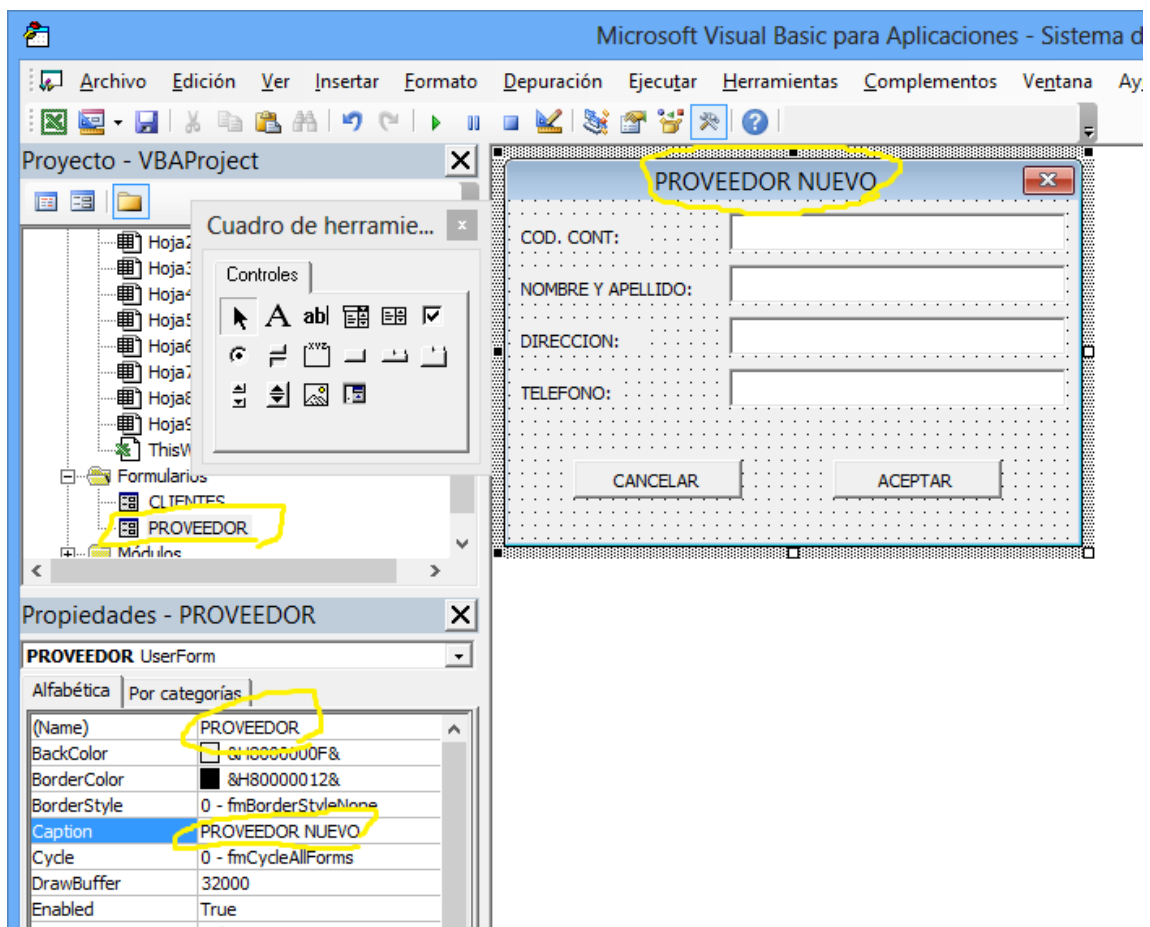 Microsoft Visual Basic para Aplicaciones - Sistema d
Archivo Edición Ver Insertar Formato Depuración Ejecutar Herramientas Complementos Ventana Ay
Proyecto - VBAProject
Cuadro de herramie...
Controles
ab|
xyz
Hoja2
Hoja3
Hoja4
Hoja5
Hoja6
Hoja7
Hoja8
Hoja9
ThisW
Formularios
CLIENTES
PROVEEDOR
Módulos
PROVEEDOR NUEVO
COD. CONT:
NOMBRE Y APELLIDO:
DIRECCION:
TELEFONO:
CANCELAR ACEPTAR
Propiedades - PROVEEDOR
PROVEEDOR UserForm
Alfabética Por categorías
(Name) PROVEEDOR
BackColor &H8000000F&
BorderColor &H80000012&
BorderStyle 0 - fmBorderStyleNone
Caption PROVEEDOR NUEVO
Cycle 0 - fmCycleAllForms
DrawBuffer 32000
Enabled True